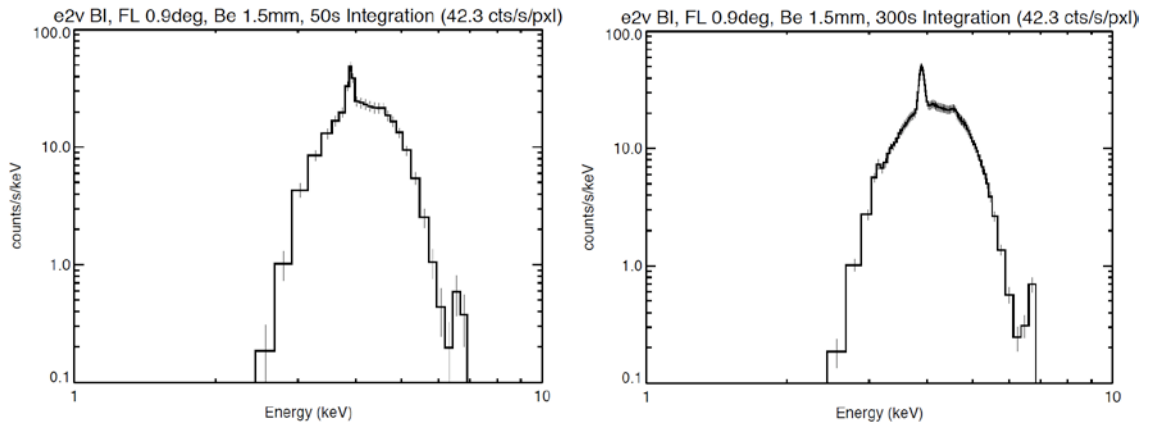 e2v BI, FL 0.9deg, Be 1.5mm, 50s Integration (42.3 cts/s/pxl)
100.0
10.0
1.0
0.1
counts/s/keV
1
10
Energy (keV)
e2v BI, FL 0.9deg, Be 1.5mm, 300s Integration (42.3 cts/s/pxl)
100.0
10.0
1.0
0.1
counts/s/keV
1
10
Energy (keV)